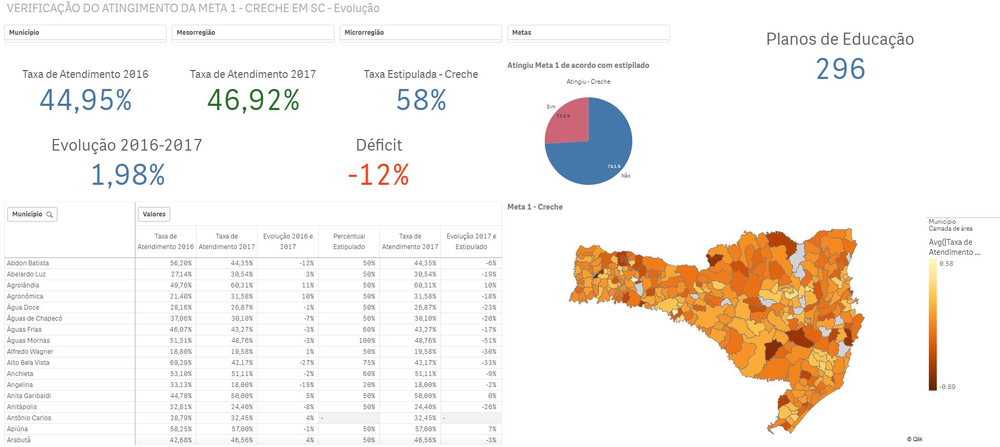 VERIFICAÇÃO DO ATINGIMENTO DA META 1 - CRECHE EM SC - Evolução
Município
Mesorregião
Microrregião
Metas
Planos de Educação
296
Taxa de Atendimento 2016
44,95%
Taxa de Atendimento 2017
46,92%
Taxa Estipulada - Creche
58%
Evolução 2016-2017
1,98%
Déficit
-12%
Atingiu Meta 1 de acordo com estipilado
Atingiu - Creche
Sim
25.9 %
74.1 %
Não
Município
Valores
Taxa de Atendimento 2016 Taxa de Atendimento 2017 Evolução 2016 e 2017 Percentual Estipulado Taxa de Atendimento 2017 Evolução 2017 e Estipulado
Abdon Batista 56,20% 44,35% -12% 50% 44,35% -6%
Abelardo Luz 27,14% 30,54% 3% 50% 30,54% -19%
Agrolândia 49,76% 60,31% 11% 50% 60,31% 10%
Agronômica 21,40% 31,58% 10% 50% 31,58% -18%
Água Doce 28,16% 26,87% -1% 50% 26,87% -23%
Águas de Chapecó 37,06% 30,10% -7% 50% 30,10% -20%
Águas Frias 46,07% 43,27% -3% 60% 43,27% -17%
Águas Mornas 51,51% 48,76% -3% 100% 48,76% -51%
Alfredo Wagner 18,80% 19,58% 1% 50% 19,58% -30%
Alto Bela Vista 69,29% 42,17% -27% 75% 42,17% -33%
Anchieta 53,10% 51,11% -2% 60% 51,11% -9%
Angelina 33,13% 18,00% -15% 20% 18,00% -2%
Anita Garibaldi 44,78% 50,00% 5% 50% 50,00% 0%
Anitápolis 32,81% 24,40% -8% 50% 24,40% -26%
Antônio Carlos 28,79% 32,45% 4% - 32,45% -
Apiúna 58,25% 57,00% -1% 50% 57,00% 7%
Arabutã 42,68% 46,56% 4% 50% 46,56% -3%
Meta 1 - Creche
Município
Camada de área
Avg([Taxa de
Atendimento ...
0.58
-0.89
© Qlik